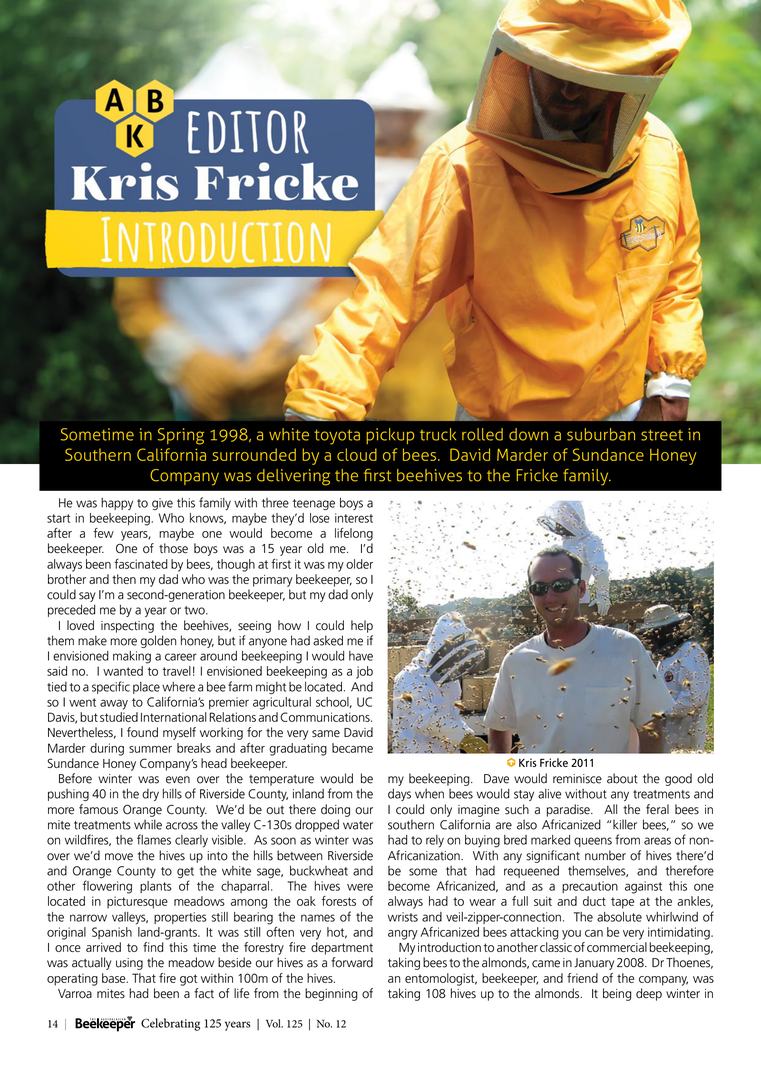 A B
K
EDITOR
Kris Fricke
INTRODUCTION
Sometime in Spring 1998, a white toyota pickup truck rolled down a suburban street in
Southern California surrounded by a cloud of bees. David Marder of Sundance Honey
Company was delivering the first beehives to the Fricke family.
He was happy to give this family with three teenage boys a
start in beekeeping. Who knows, maybe they'd lose interest
after a few years, maybe one would become a lifelong
beekeeper. One of those boys was a 15 year old me. I'd
always been fascinated by bees, though at first it was my older
brother and then my dad who was the primary beekeeper, so I
could say I'm a second-generation beekeeper, but my dad only
preceded me by a year or two.
I loved inspecting the beehives, seeing how I could help
them make more golden honey, but if anyone had asked me if
I envisioned making a career around beekeeping I would have
said no. I wanted to travel! I envisioned beekeeping as a job
tied to a specific place where a bee farm might be located. And
so I went away to California's premier agricultural school, UC
Davis, but studied International Relations and Communications.
Nevertheless, I found myself working for the very same David
Marder during summer breaks and after graduating became
Sundance Honey Company's head beekeeper.
Before winter was even over the temperature would be
pushing 40 in the dry hills of Riverside County, inland from the
more famous Orange County. We'd be out there doing our
mite treatments while across the valley C-130s dropped water
on wildfires, the flames clearly visible. As soon as winter was
over we'd move the hives up into the hills between Riverside
and Orange County to get the white sage, buckwheat and
other flowering plants of the chaparral. The hives were
located in picturesque meadows among the oak forests of
the narrow valleys, properties still bearing the names of the
original Spanish land-grants. It was still often very hot, and
I once arrived to find this time the forestry fire department
was actually using the meadow beside our hives as a forward
operating base. That fire got within 100m of the hives.
Varroa mites had been a fact of life from the beginning of
Kris Fricke 2011
my beekeeping. Dave would reminisce about the good old
days when bees would stay alive without any treatments and
I could only imagine such a paradise. All the feral bees in
southern California are also Africanized "killer bees," so we
had to rely on buying bred marked queens from areas of non-
Africanization. With any significant number of hives there'd
be some that had requeened themselves, and therefore
become Africanized, and as a precaution against this one
always had to wear a full suit and duct tape at the ankles,
wrists and veil-zipper-connection. The absolute whirlwind of
angry Africanized bees attacking you can be very intimidating.
My introduction to another classic of commercial beekeeping,
taking bees to the almonds, came in January 2008. Dr Thoenes,
an entomologist, beekeeper, and friend of the company, was
taking 108 hives up to the almonds. It being deep winter in
14 | Beekeeper Celebrating 125 years | Vol. 125 | No. 12